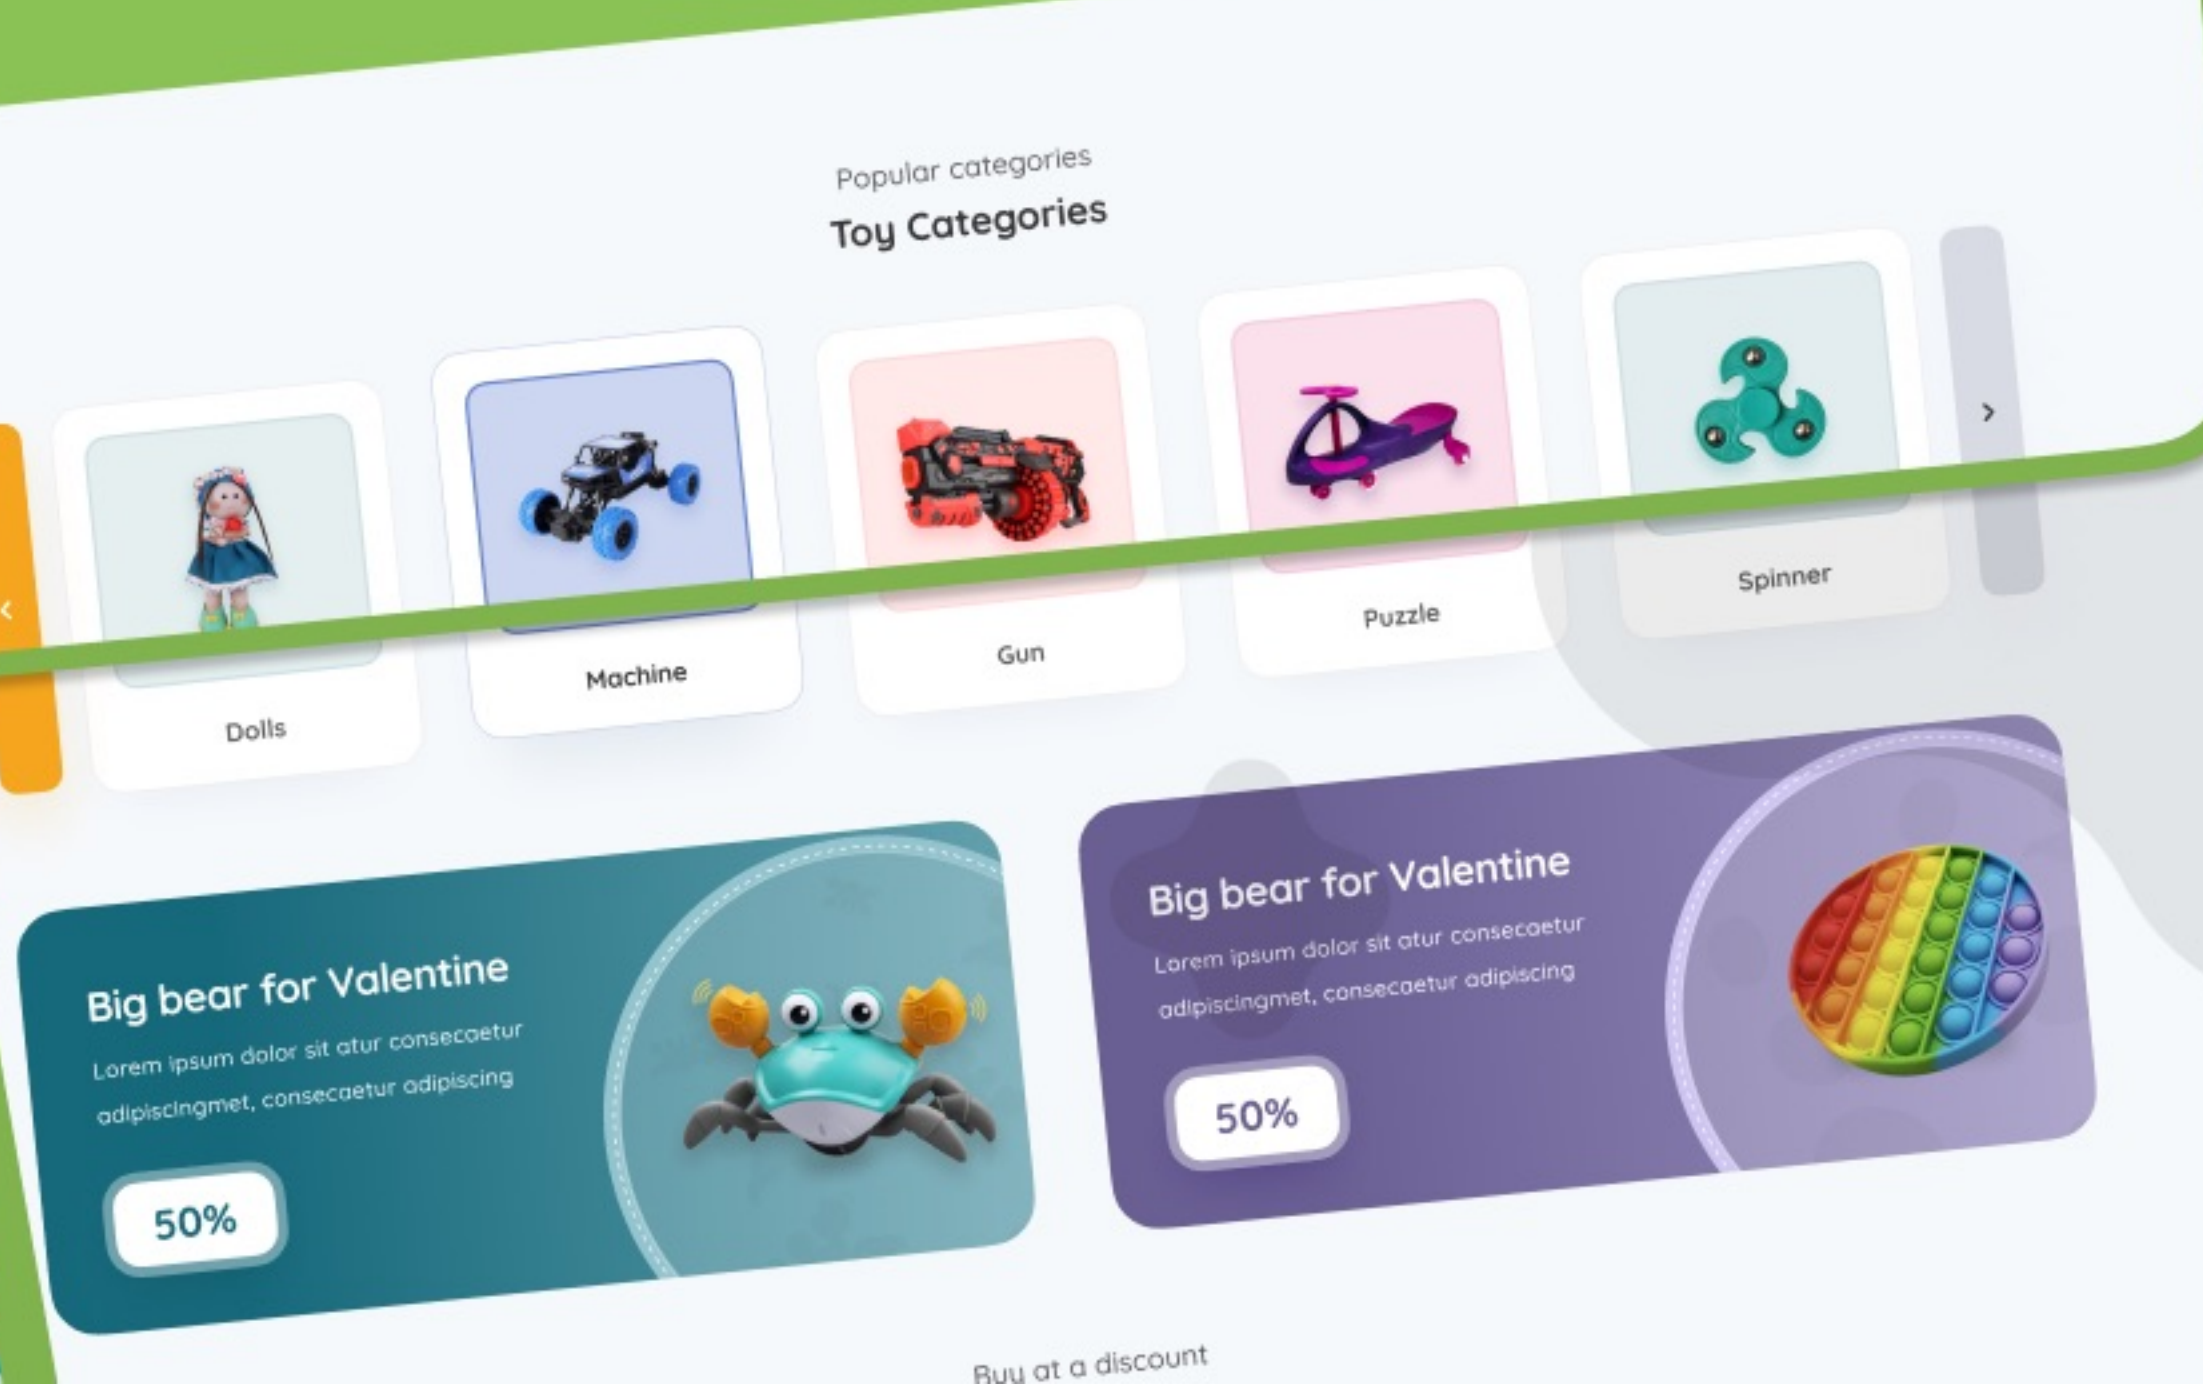 Popular categories
Toy Categories
Dolls
Machine
Gun
Puzzle
Spinner
Big bear for Valentine
Lorem ipsum dolor sit atur consecaetur
adipiscingmet, consecaetur adipiscing
50%
Big bear for Valentine
Lorem ipsum dolor sit atur consecaetur
adipiscingmet, consecaetur adipiscing
50%
Buy at a discount